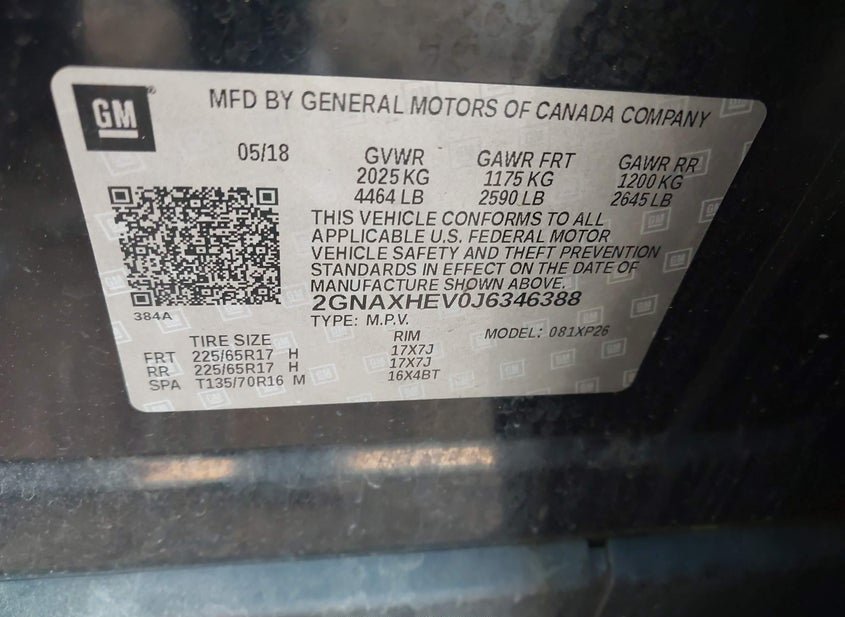 GM
MFD BY GENERAL MOTORS OF CANADA COMPANY
05/18 GVWR GAWR FRT GAWR RR
2025 KG 1175 KG 1200 KG
4464 LB 2590 LB 2645 LB
THIS VEHICLE CONFORMS TO ALL
APPLICABLE U.S. FEDERAL MOTOR
VEHICLE SAFETY AND THEFT PREVENTION
STANDARDS IN EFFECT ON THE DATE OF
MANUFACTURE SHOWN ABOVE.
2GNAXHEV0J6346388
384A
TYPE: M.P.V. MODEL: 081XP26
TIRE SIZE RIM
FRT 225/65R17 H 17X7J
RR 225/65R17 H 17X7J
SPA T135/70R16 M 16X4BT